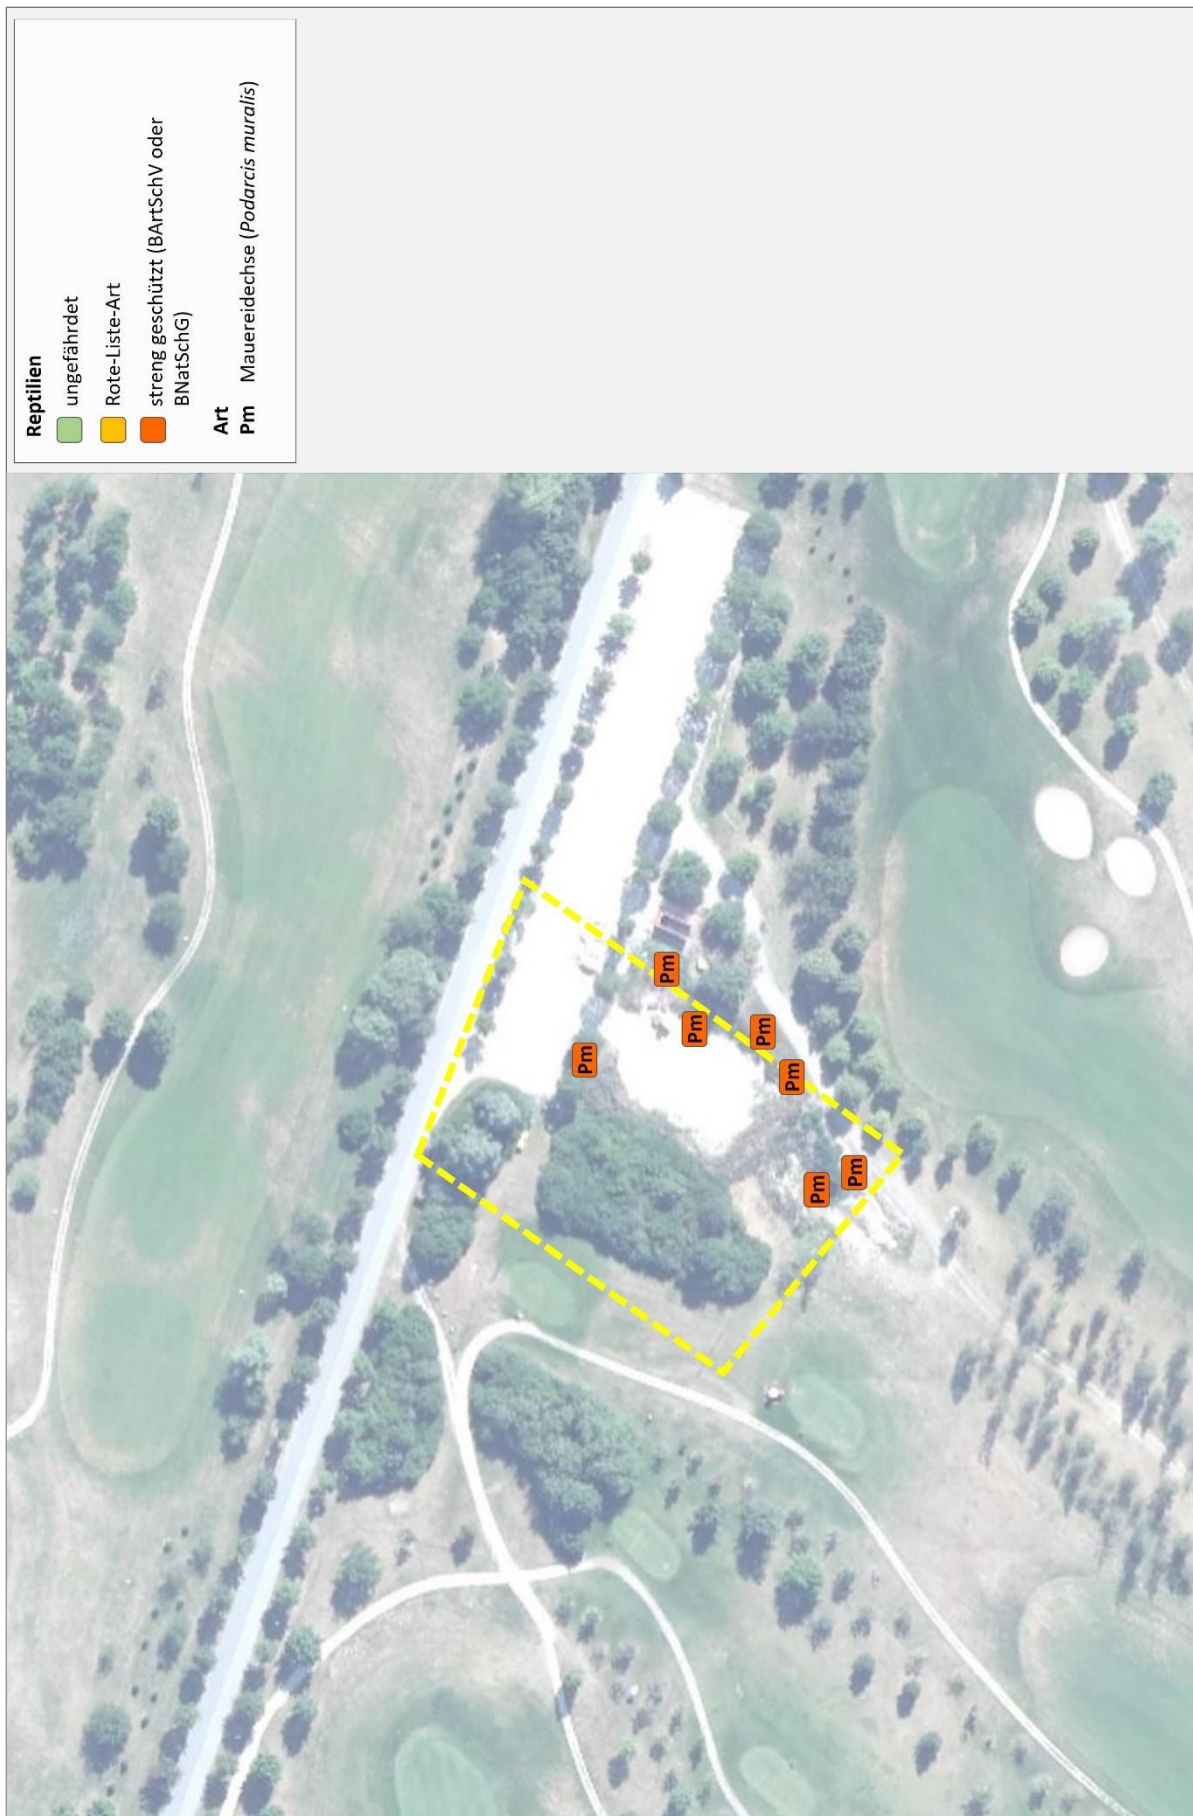 Reptilien
ungefährdet
Rote-Liste-Art
streng geschützt (BArtSchV oder
BNatSchG)
Art
Pm Mauereidechse (Podarcis muralis)
Pm
Pm
Pm
Pm
Pm
Pm
Pm